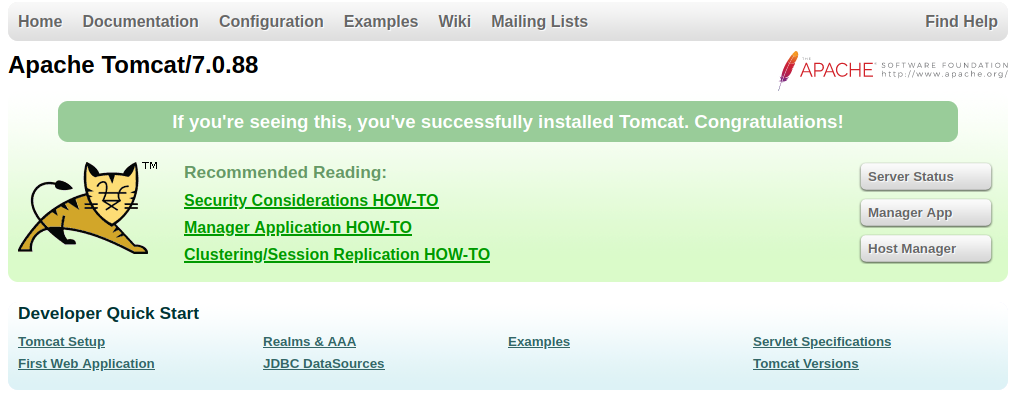 Home Documentation Configuration Examples Wiki Mailing Lists Find Help
Apache Tomcat/7.0.88
THE
APACHE SOFTWARE FOUNDATION
http://www.apache.org/
If you're seeing this, you've successfully installed Tomcat. Congratulations!
TM
Recommended Reading:
Security Considerations HOW-TO
Manager Application HOW-TO
Clustering/Session Replication HOW-TO
Server Status
Manager App
Host Manager
Developer Quick Start
Tomcat Setup Realms & AAA Examples Servlet Specifications
First Web Application JDBC DataSources Tomcat Versions